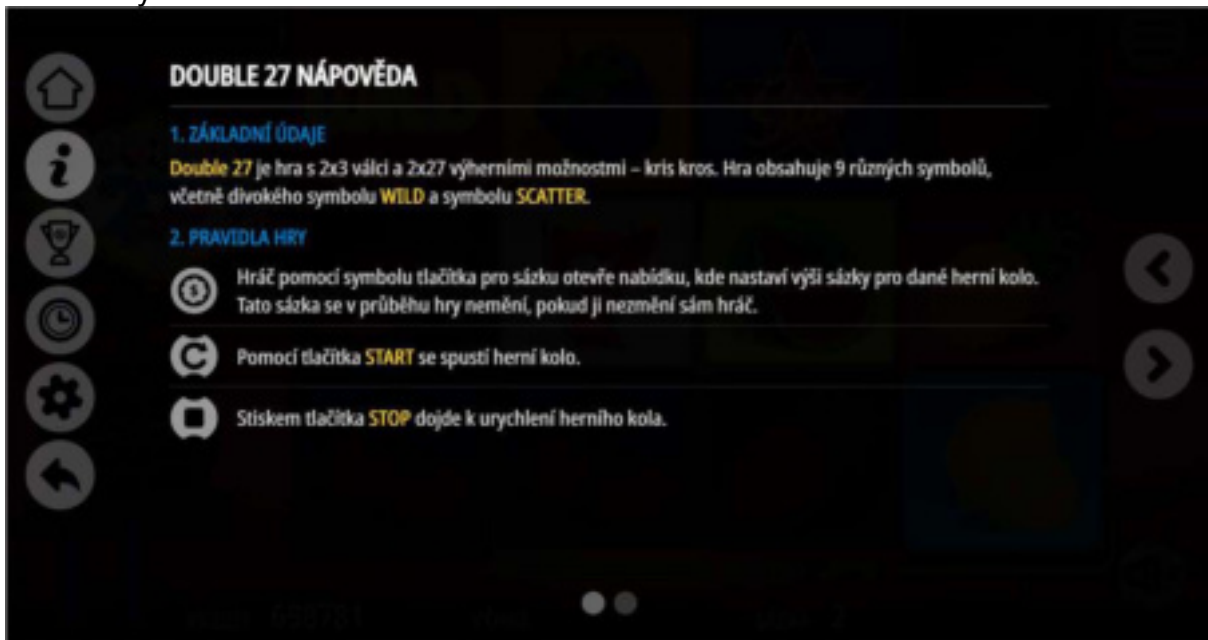 DOUBLE 27 NÁPOVĚDA
1. ZÁKLADNÍ ÚDAJE
Double 27 je hra s 2x3 válci a 2x27 výherními možnostmi – kris kros. Hra obsahuje 9 různých symbolů,
včetně divokého symbolu WILD a symbolu SCATTER.
2. PRAVIDLA HRY
Hráč pomocí symbolu tlačítka pro sázku otevře nabídku, kde nastaví výši sázky pro dané herní kolo.
Tato sázka se v průběhu hry nemění, pokud ji nezmění sám hráč.
Pomocí tlačítka START se spustí herní kolo.
Stiskem tlačítka STOP dojde k urychlení herního kola.